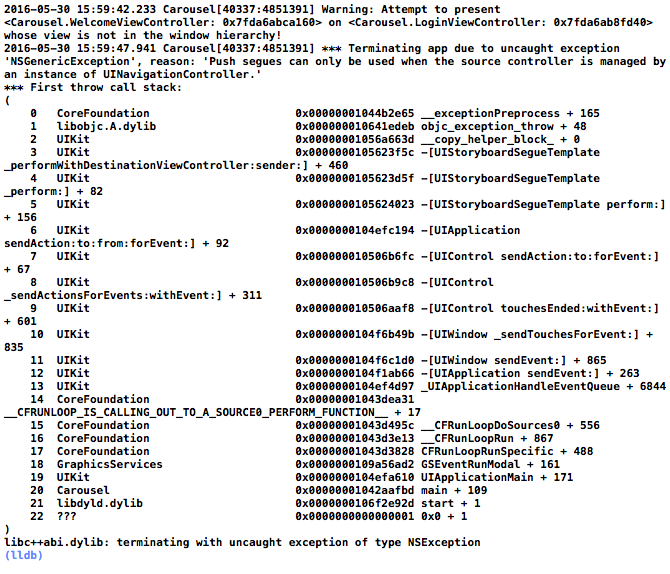 2016-05-30 15:59:42.233 Carousel[40337:4851391] Warning: Attempt to present
<Carousel.WelcomeViewController: 0x7fda6abca160> on <Carousel.LoginViewController: 0x7fda6ab8fd40>
whose view is not in the window hierarchy!
2016-05-30 15:59:47.941 Carousel[40337:4851391] *** Terminating app due to uncaught exception
'NSGenericException', reason: 'Push segues can only be used when the source controller is managed by
an instance of UINavigationController.'
*** First throw call stack:
(
0 CoreFoundation 0x00000001044b2e65 __exceptionPreprocess + 165
1 libobjc.A.dylib 0x000000010641edeb objc_exception_throw + 48
2 UIKit 0x00000001056a663d __copy_helper_block_ + 0
3 UIKit 0x0000000105623f5c -[UIStoryboardSegueTemplate
_performWithDestinationViewController:sender:] + 460
4 UIKit 0x0000000105623d5f -[UIStoryboardSegueTemplate
_perform:] + 82
5 UIKit 0x0000000105624023 -[UIStoryboardSegueTemplate perform:]
+ 156
6 UIKit 0x0000000104efc194 -[UIApplication
sendAction:to:from:forEvent:] + 92
7 UIKit 0x000000010506b6fc -[UIControl sendAction:to:forEvent:]
+ 67
8 UIKit 0x000000010506b9c8 -[UIControl
_sendActionsForEvents:withEvent:] + 311
9 UIKit 0x000000010506aaf8 -[UIControl touchesEnded:withEvent:]
+ 601
10 UIKit 0x0000000104f6b49b -[UIWindow _sendTouchesForEvent:] +
835
11 UIKit 0x0000000104f6c1d0 -[UIWindow sendEvent:] + 865
12 UIKit 0x0000000104f1ab66 -[UIApplication sendEvent:] + 263
13 UIKit 0x0000000104ef4d97 _UIApplicationHandleEventQueue + 6844
14 CoreFoundation 0x00000001043dea31
__CFRUNLOOP_IS_CALLING_OUT_TO_A_SOURCE0_PERFORM_FUNCTION__ + 17
15 CoreFoundation 0x00000001043d495c __CFRunLoopDoSources0 + 556
16 CoreFoundation 0x00000001043d3e13 __CFRunLoopRun + 867
17 CoreFoundation 0x00000001043d3828 CFRunLoopRunSpecific + 488
18 GraphicsServices 0x0000000109a56ad2 GSEventRunModal + 161
19 UIKit 0x0000000104efa610 UIApplicationMain + 171
20 Carousel 0x00000001042aafbd main + 109
21 libdyld.dylib 0x0000000106f2e92d start + 1
22 ??? 0x0000000000000001 0x0 + 1
)
libc++abi.dylib: terminating with uncaught exception of type NSException
(lldb)